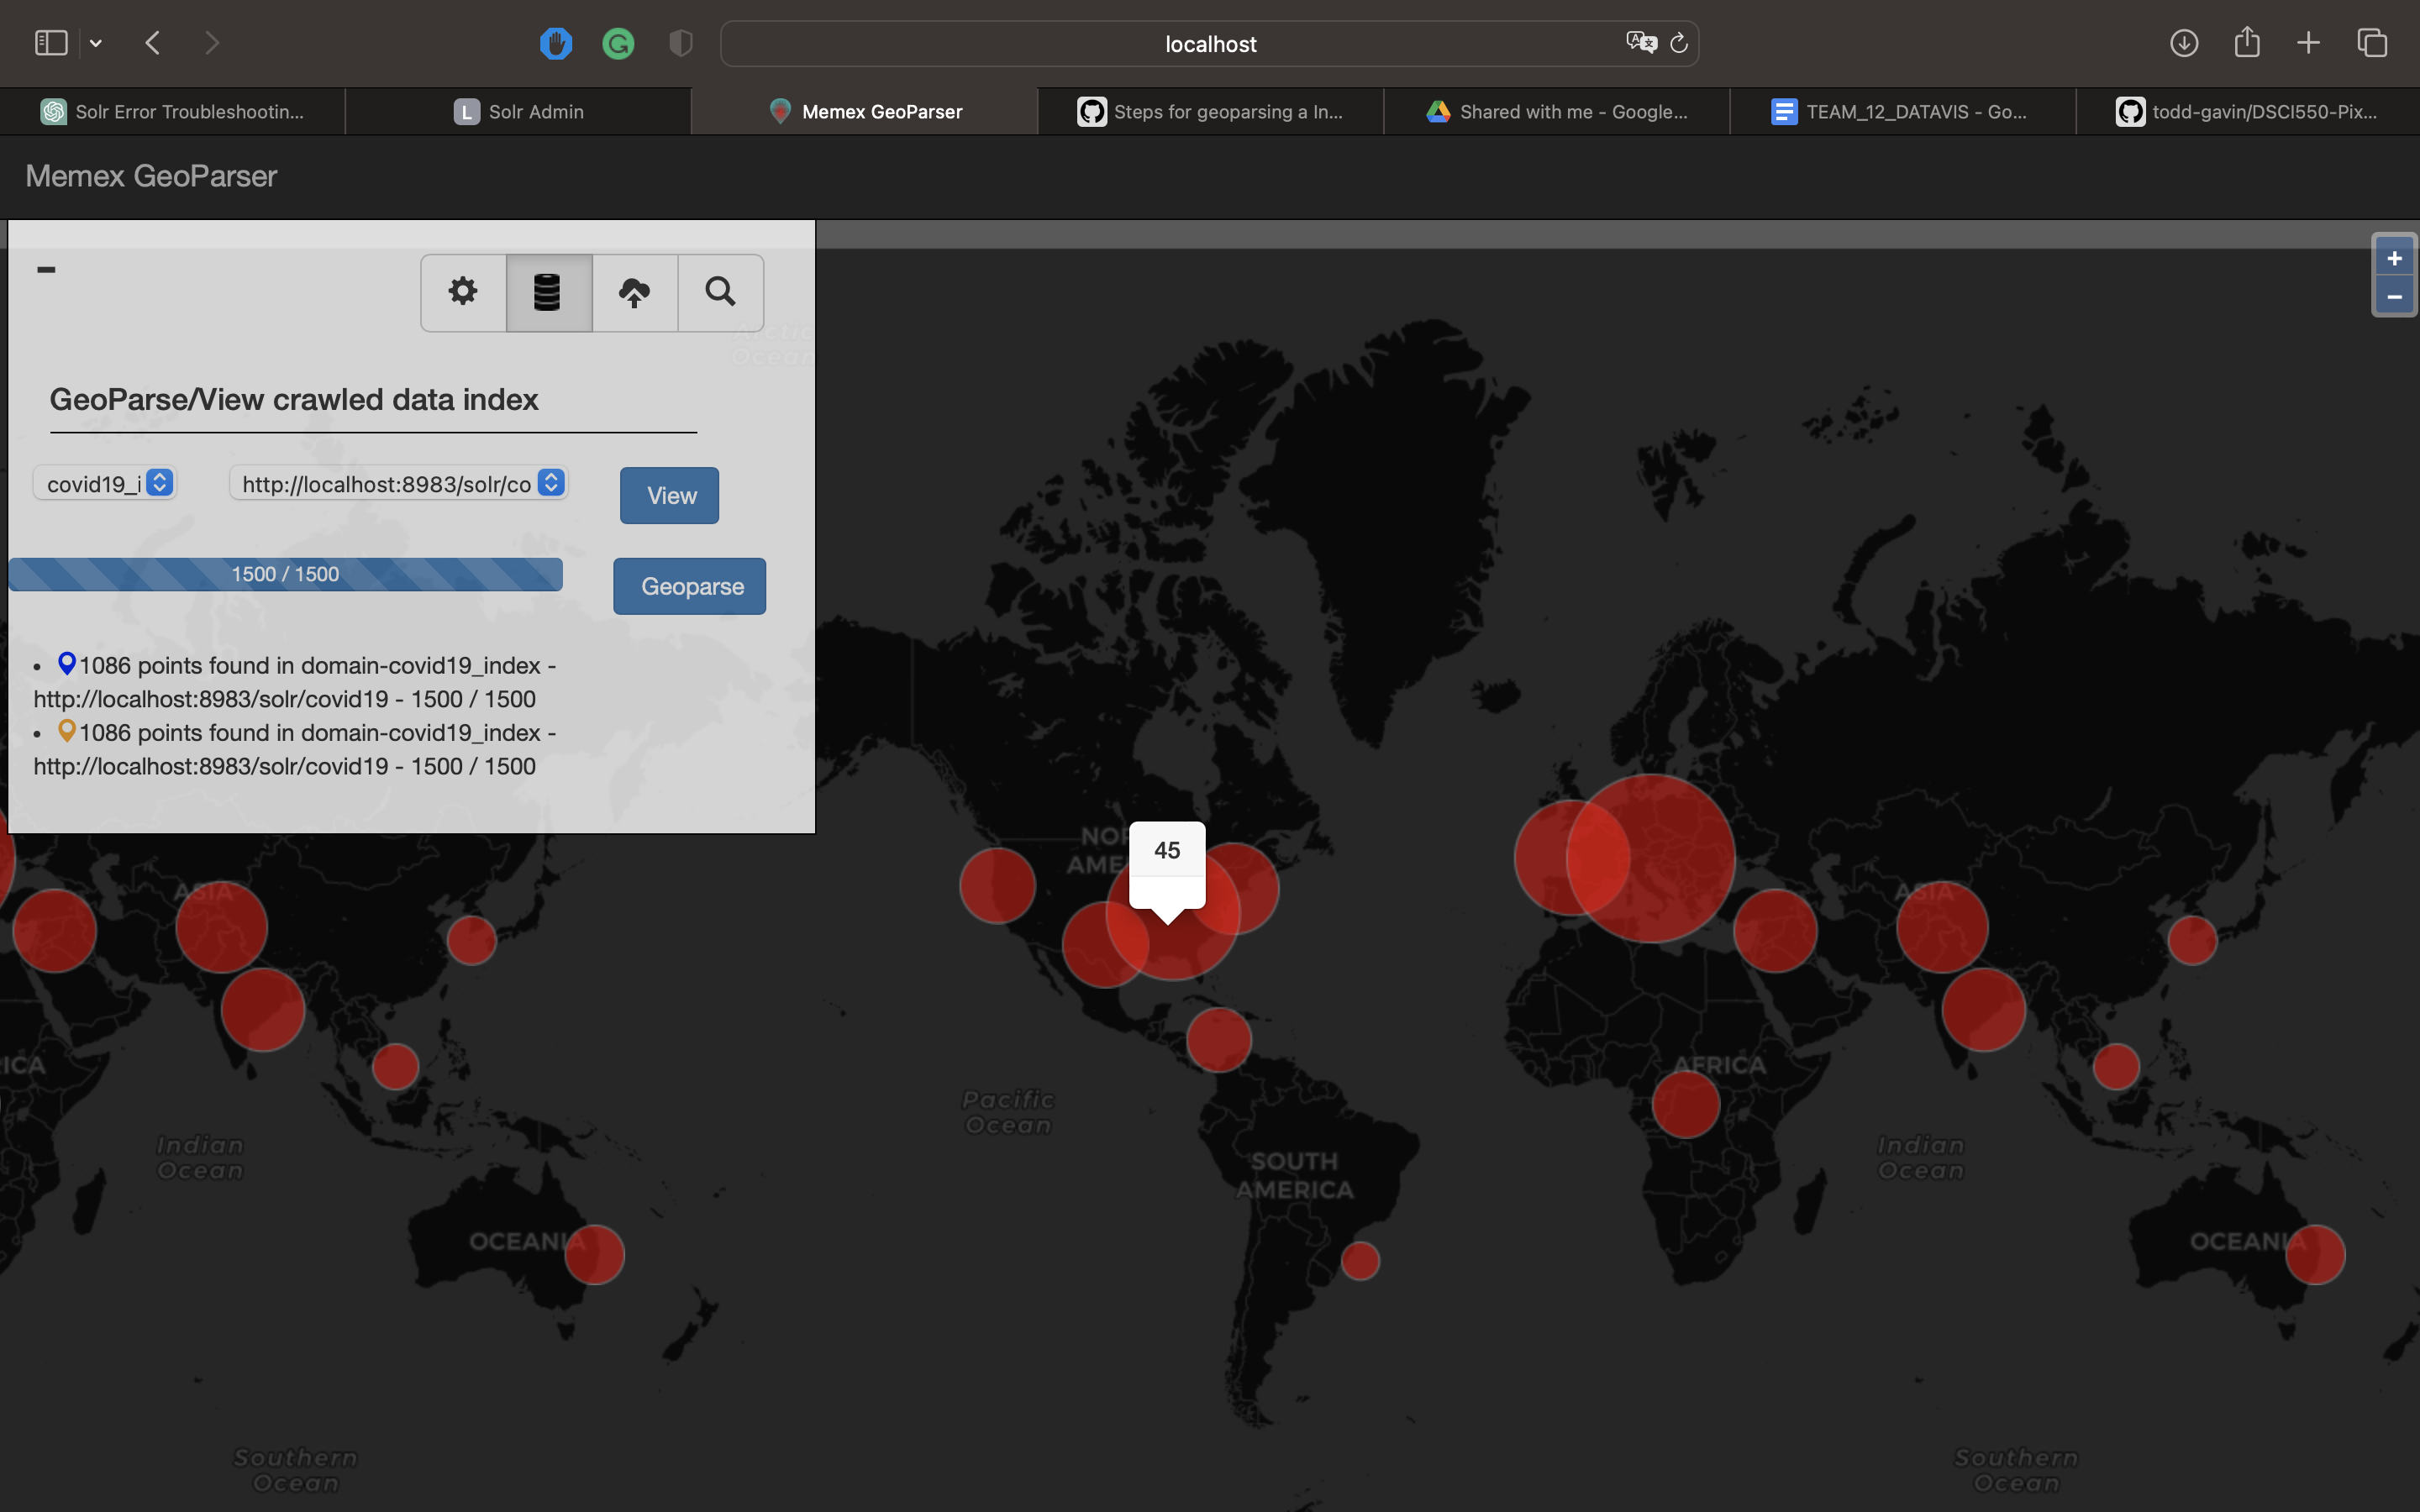 localhost
Solr Error Troubleshootin...
L Solr Admin
Memex GeoParser
Steps for geoparsing a In...
Shared with me - Google...
TEAM_12_DATAVIS - Go...
todd-gavin/DSCI550-Pix...
Memex GeoParser
+
−
Arctic
Ocean
GeoParse/View crawled data index
covid19_i
http://localhost:8983/solr/co
View
1500 / 1500
Geoparse
1086 points found in domain-covid19_index -
http://localhost:8983/solr/covid19 - 1500 / 1500
1086 points found in domain-covid19_index -
http://localhost:8983/solr/covid19 - 1500 / 1500
45
ASIA
ASIA
RICA
AFRICA
Pacific
Ocean
Indian
Ocean
SOUTH
AMERICA
Indian
Ocean
OCEANIA
OCEANIA
Southern
Ocean
Southern
Ocean